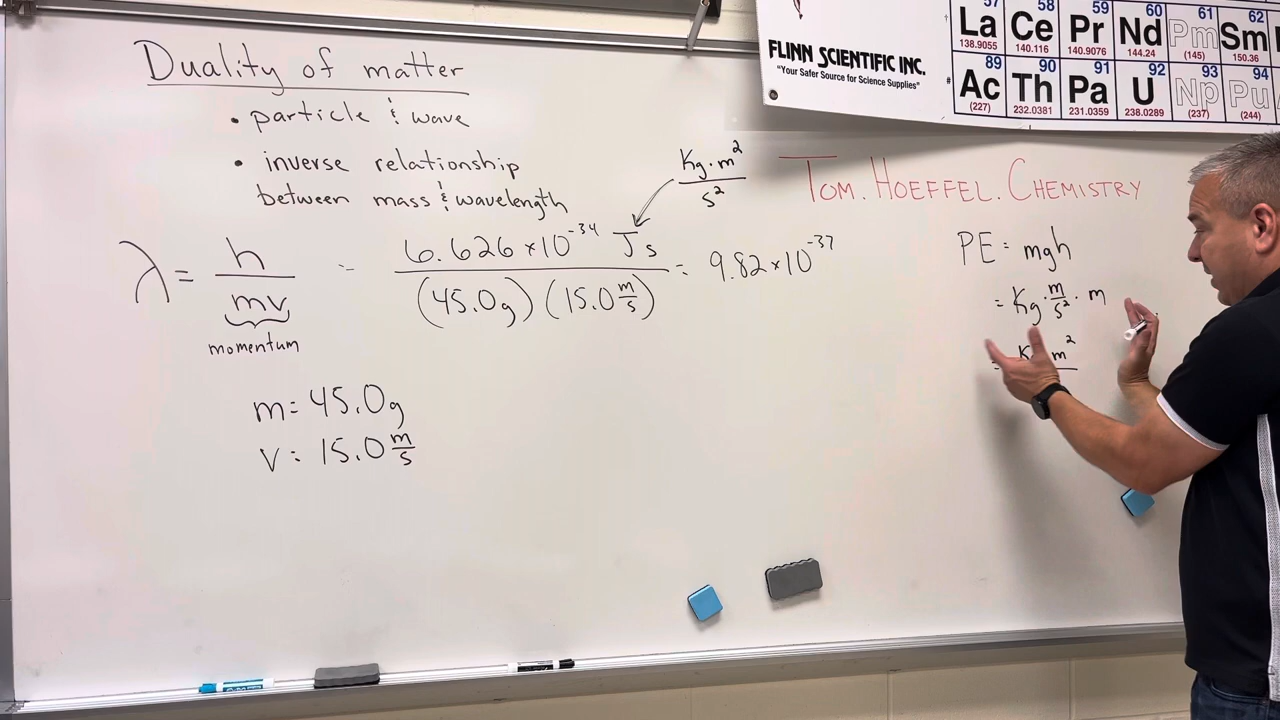 Duality of matter
• particle & wave
• inverse relationship
between mass & wavelength
Kg·m²
s²
λ = h / mv = 6.626×10⁻³⁴ J s / (45.0g)(15.0 m/s) = 9.82×10⁻³⁷
momentum
m = 45.0g
v = 15.0 m/s
TOM. HOEFFEL. CHEMISTRY
PE = mgh
= Kg · m/s² · m
= m²
FLINN SCIENTIFIC INC.
"Your Safer Source for Science Supplies"
57 58 59 60 61 62
La Ce Pr Nd Pm Sm
138.9055 140.116 140.9076 144.24 (145) 150.36
89 90 91 92 93 94
Ac Th Pa U Np Pu
(227) 232.0381 231.0359 238.0289 (237) (244)